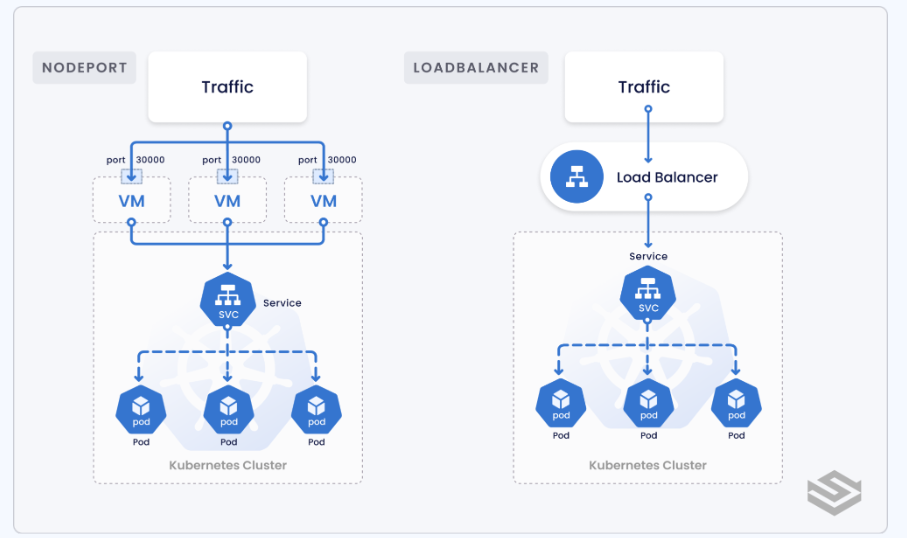 NODEPORT
Traffic
port 30000
port 30000
port 30000
VM
VM
VM
Service
SVC
pod
pod
pod
Pod
Pod
Pod
Kubernetes Cluster
LOADBALANCER
Traffic
Load Balancer
Service
SVC
pod
pod
pod
Pod
Pod
Pod
Kubernetes Cluster